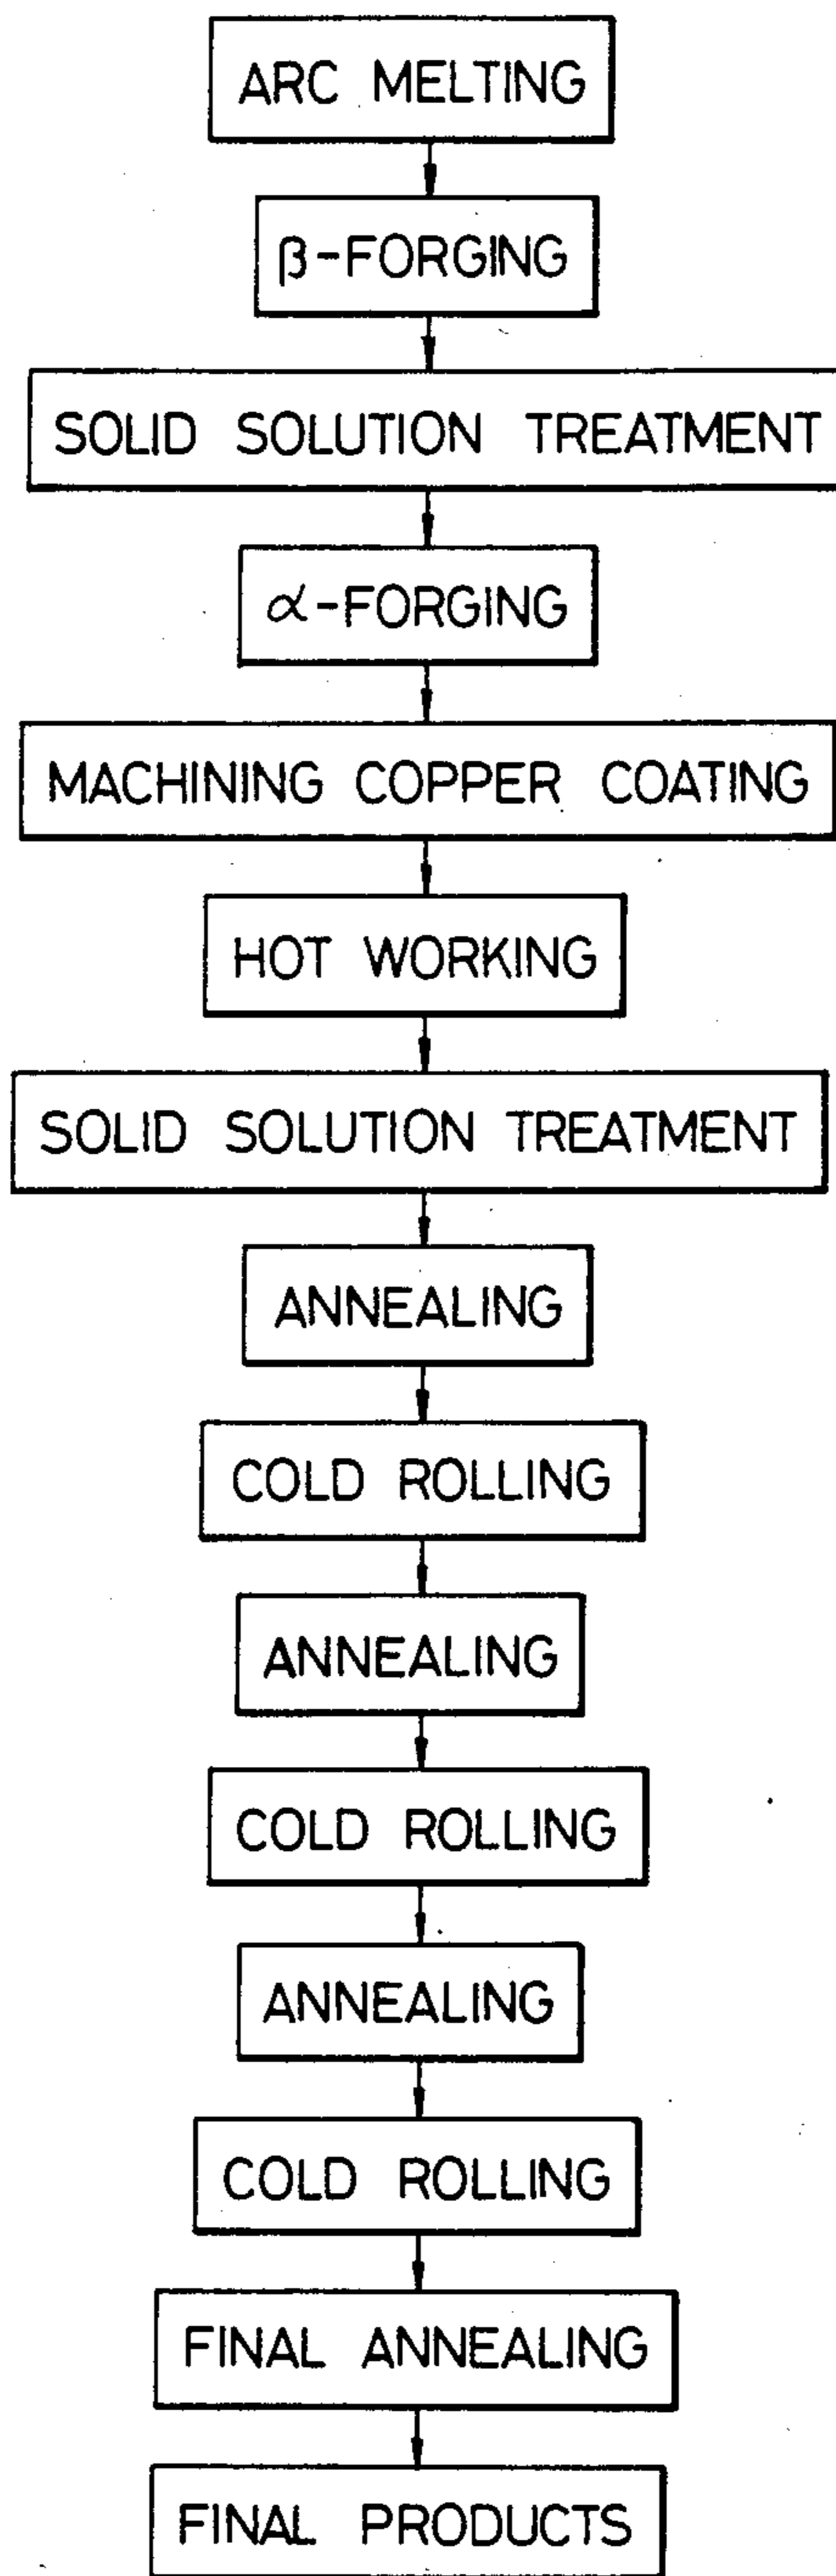 ARC MELTING
β-FORGING
SOLID SOLUTION TREATMENT
α-FORGING
MACHINING COPPER COATING
HOT WORKING
SOLID SOLUTION TREATMENT
ANNEALING
COLD ROLLING
ANNEALING
COLD ROLLING
ANNEALING
COLD ROLLING
FINAL ANNEALING
FINAL PRODUCTS